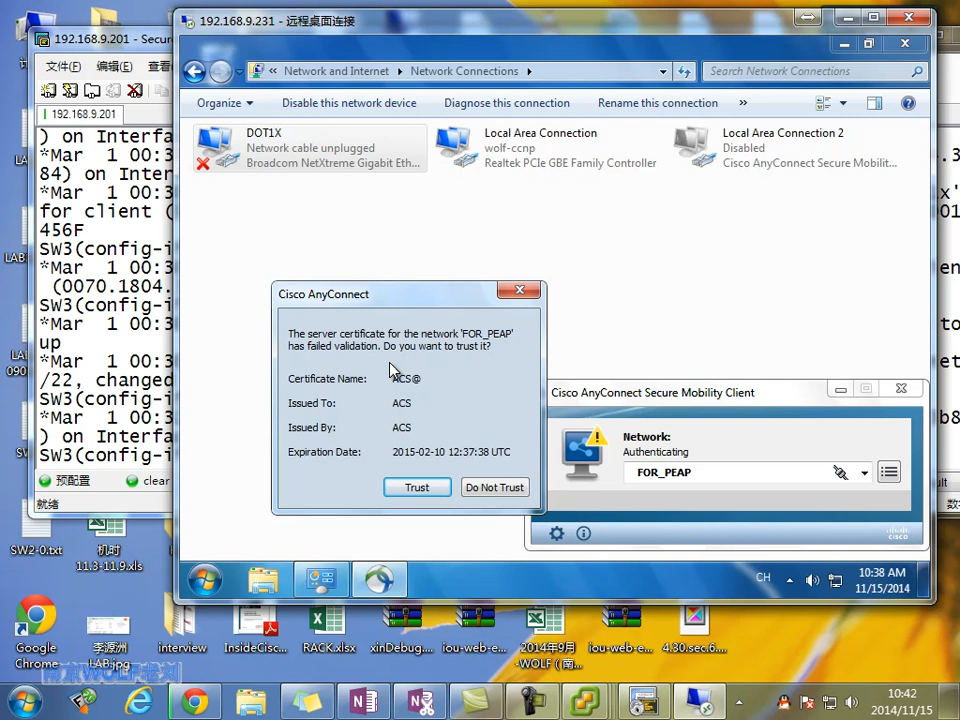 192.168.9.201 - Secure
192.168.9.231 - 远程桌面连接
文件(F) 编辑(E) 查看
192.168.9.201
« Network and Internet ▸ Network Connections ▸
Search Network Connections
Organize
Disable this network device
Diagnose this connection
Rename this connection
»
DOT1X
Network cable unplugged
Broadcom NetXtreme Gigabit Eth...
Local Area Connection
wolf-ccnp
Realtek PCIe GBE Family Controller
Local Area Connection 2
Disabled
Cisco AnyConnect Secure Mobilit...
) on Interfa
*Mar 1 00:3
84) on Inter
*Mar 1 00:3
for client (
456F
SW3(config-i
*Mar 1 00:3
(0070.1804.
SW3(config-i
*Mar 1 00:3
up
*Mar 1 00:3
/22, changed
SW3(config-i
*Mar 1 00:3
) on Interfa
SW3(config-i
预配置
clear
就绪
Cisco AnyConnect
The server certificate for the network 'FOR_PEAP'
has failed validation. Do you want to trust it?
Certificate Name: ACS@
Issued To: ACS
Issued By: ACS
Expiration Date: 2015-02-10 12:37:38 UTC
Trust
Do Not Trust
Cisco AnyConnect Secure Mobility Client
Network:
Authenticating
FOR_PEAP
cisco
CH
10:38 AM
11/15/2014
SW2-0.txt
机时
11.3-11.9.xls
Google
Chrome
李源洲
LAB.jpg
interview
InsideCisc...
RACK.xlsx
xinDebug....
iou-web-e...
2014年9月
-WOLF（南...
iou-web-e...
4.30.sec.6....
10:42
2014/11/15